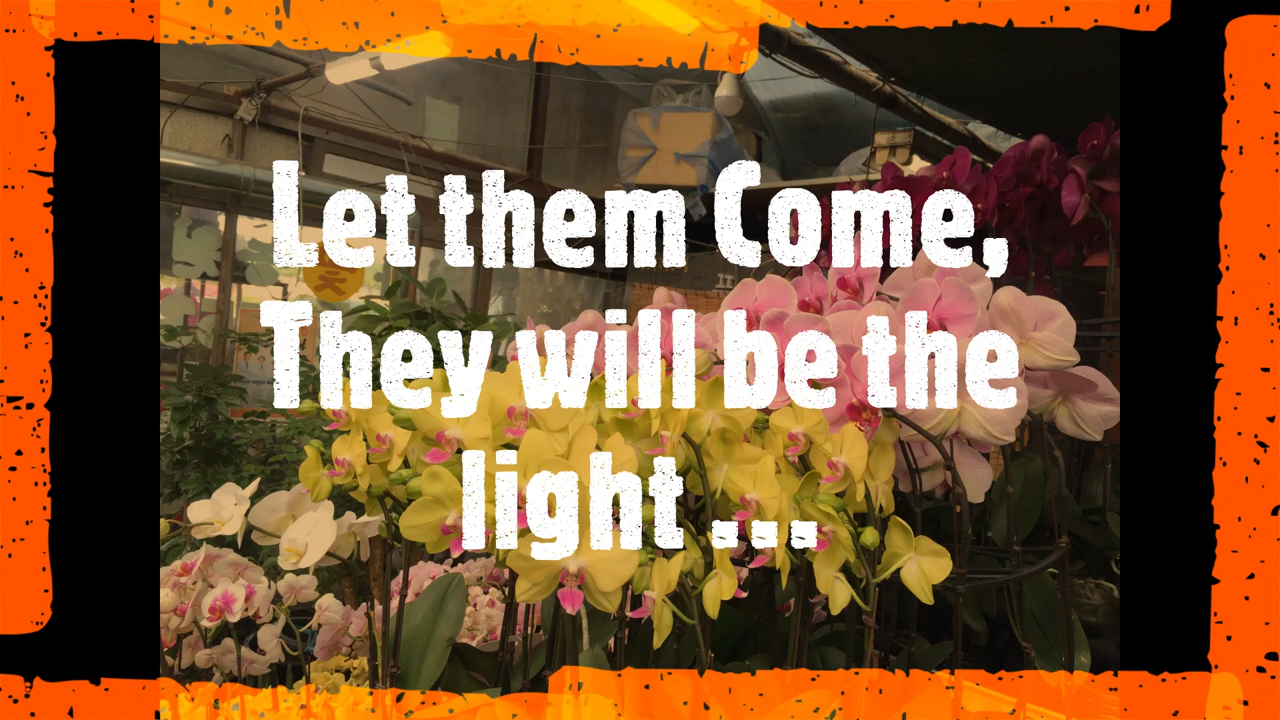 Let them Come,
They will be the
light ...